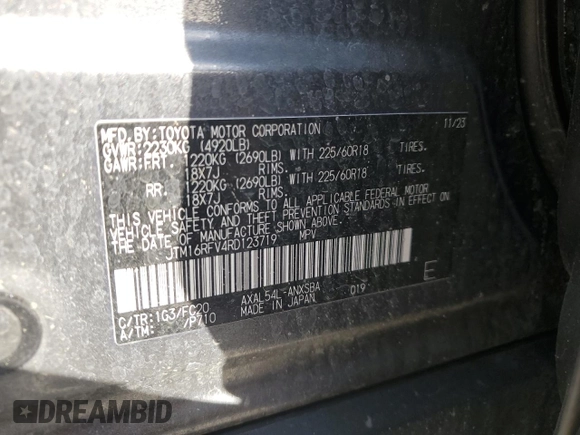 MFD. BY: TOYOTA MOTOR CORPORATION 11/23
GVWR: 2230KG (4920LB)
GAWR: FRT. 1220KG (2690LB) WITH 225/60R18 TIRES.
18X7J RIMS.
RR. 1220KG (2690LB) WITH 225/60R18 TIRES.
18X7J RIMS.
THIS VEHICLE CONFORMS TO ALL APPLICABLE FEDERAL MOTOR
VEHICLE SAFETY AND THEFT PREVENTION STANDARDS IN EFFECT ON
THE DATE OF MANUFACTURE SHOWN ABOVE.
JTM16RFV4RD123719 MPV
E
C/TR: 1G3/FC20 AXAL54L-ANXSBA 019
A/TM: /P710 MADE IN JAPAN
DREAMBID